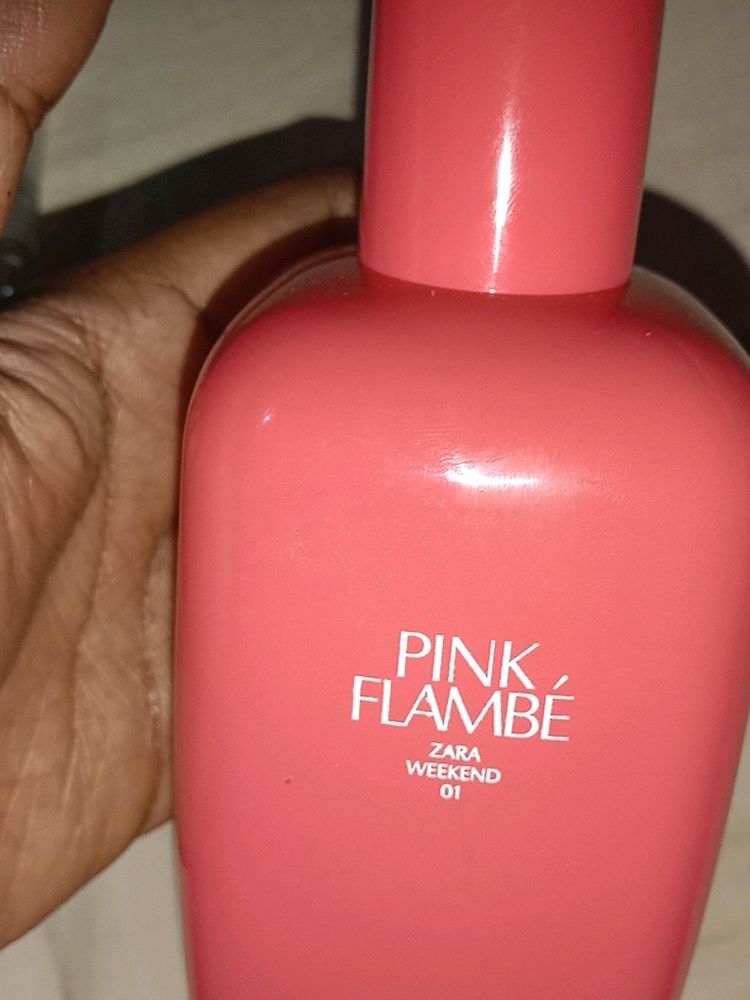 PINK
FLAMBÉ
ZARA
WEEKEND
01